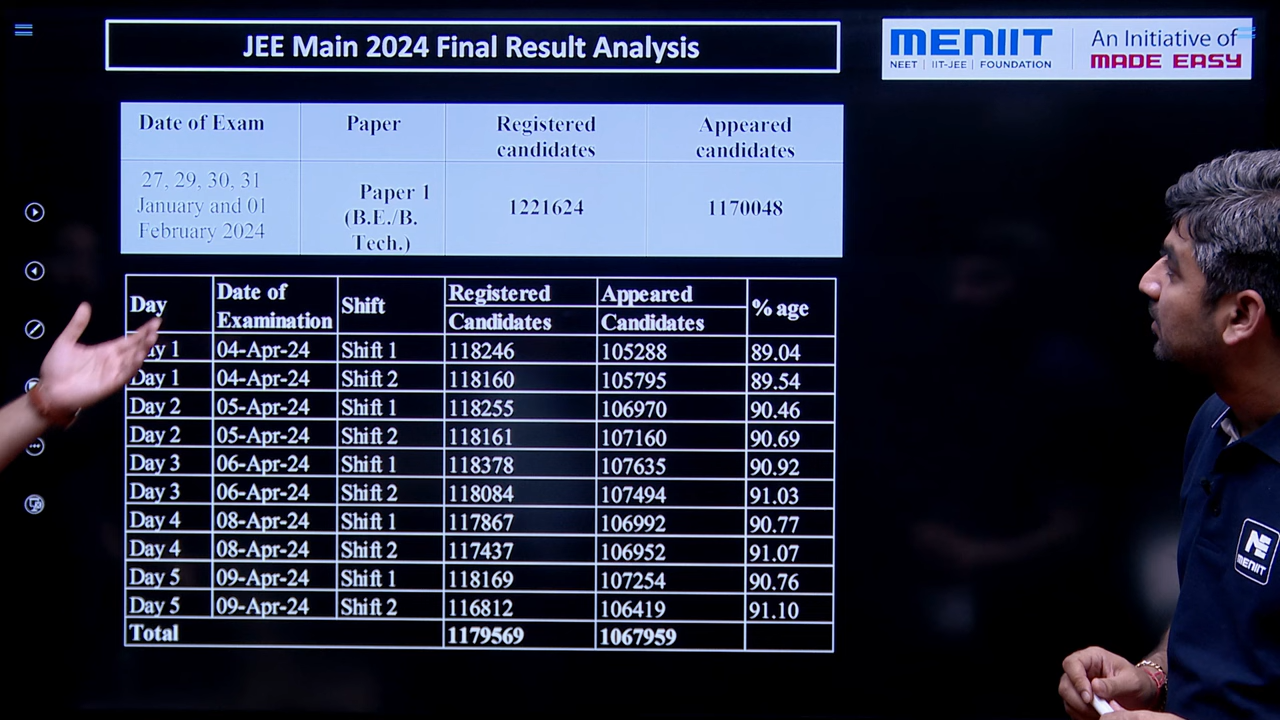 JEE Main 2024 Final Result Analysis
MENIIT
NEET | IIT-JEE | FOUNDATION
An Initiative of
MADE EASY
Date of Exam Paper Registered candidates Appeared candidates
27, 29, 30, 31 January and 01 February 2024 Paper 1 (B.E./B. Tech.) 1221624 1170048
Day Date of Examination Shift Registered Candidates Appeared Candidates % age
Day 1 04-Apr-24 Shift 1 118246 105288 89.04
Day 1 04-Apr-24 Shift 2 118160 105795 89.54
Day 2 05-Apr-24 Shift 1 118255 106970 90.46
Day 2 05-Apr-24 Shift 2 118161 107160 90.69
Day 3 06-Apr-24 Shift 1 118378 107635 90.92
Day 3 06-Apr-24 Shift 2 118084 107494 91.03
Day 4 08-Apr-24 Shift 1 117867 106992 90.77
Day 4 08-Apr-24 Shift 2 117437 106952 91.07
Day 5 09-Apr-24 Shift 1 118169 107254 90.76
Day 5 09-Apr-24 Shift 2 116812 106419 91.10
Total 1179569 1067959
MENIIT